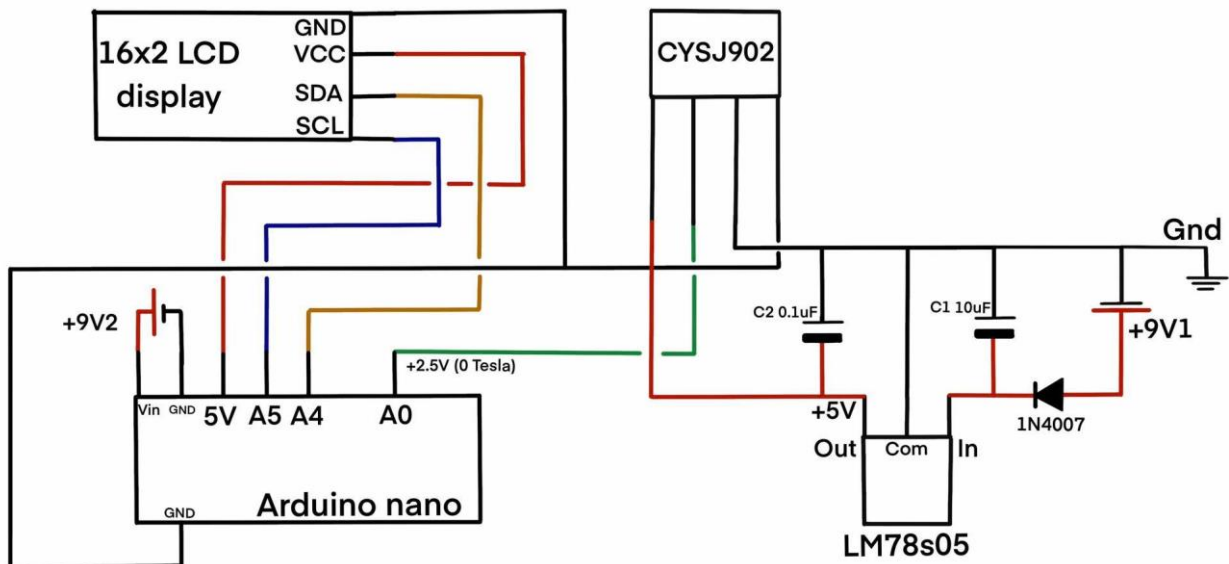 16x2 LCD
display
GND
VCC
SDA
SCL
CYSJ902
Gnd
+9V2
C2 0.1uF
C1 10uF
+9V1
+2.5V (0 Tesla)
1N4007
Vin
GND
5V
A5
A4
A0
+5V
Out
Com
In
Arduino nano
GND
LM78s05